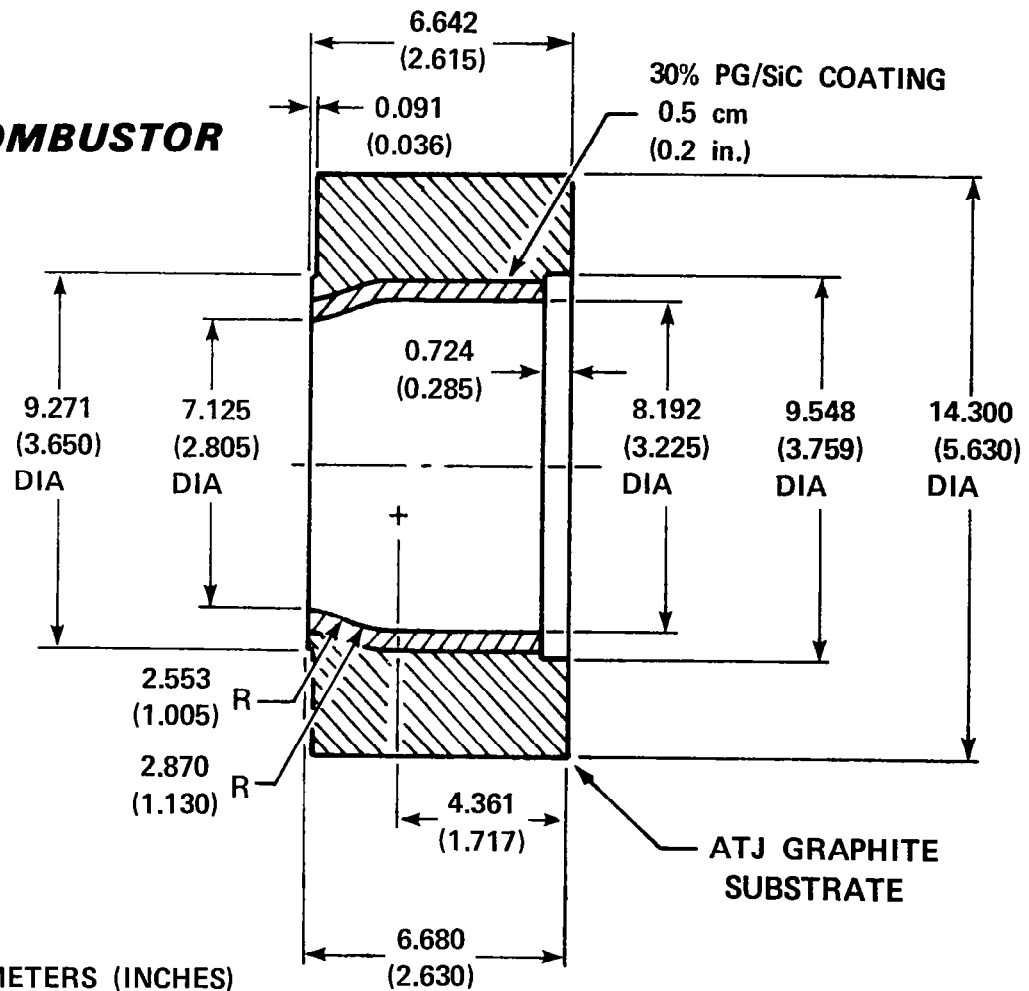 6.642
(2.615)
30% PG/SiC COATING
0.5 cm
(0.2 in.)
0.091
(0.036)
OMBUSTOR
0.724
(0.285)
9.271
(3.650)
DIA
7.125
(2.805)
DIA
8.192
(3.225)
DIA
9.548
(3.759)
DIA
14.300
(5.630)
DIA
2.553
(1.005) R
2.870
(1.130) R
4.361
(1.717)
ATJ GRAPHITE
SUBSTRATE
6.680
(2.630)
METERS (INCHES)